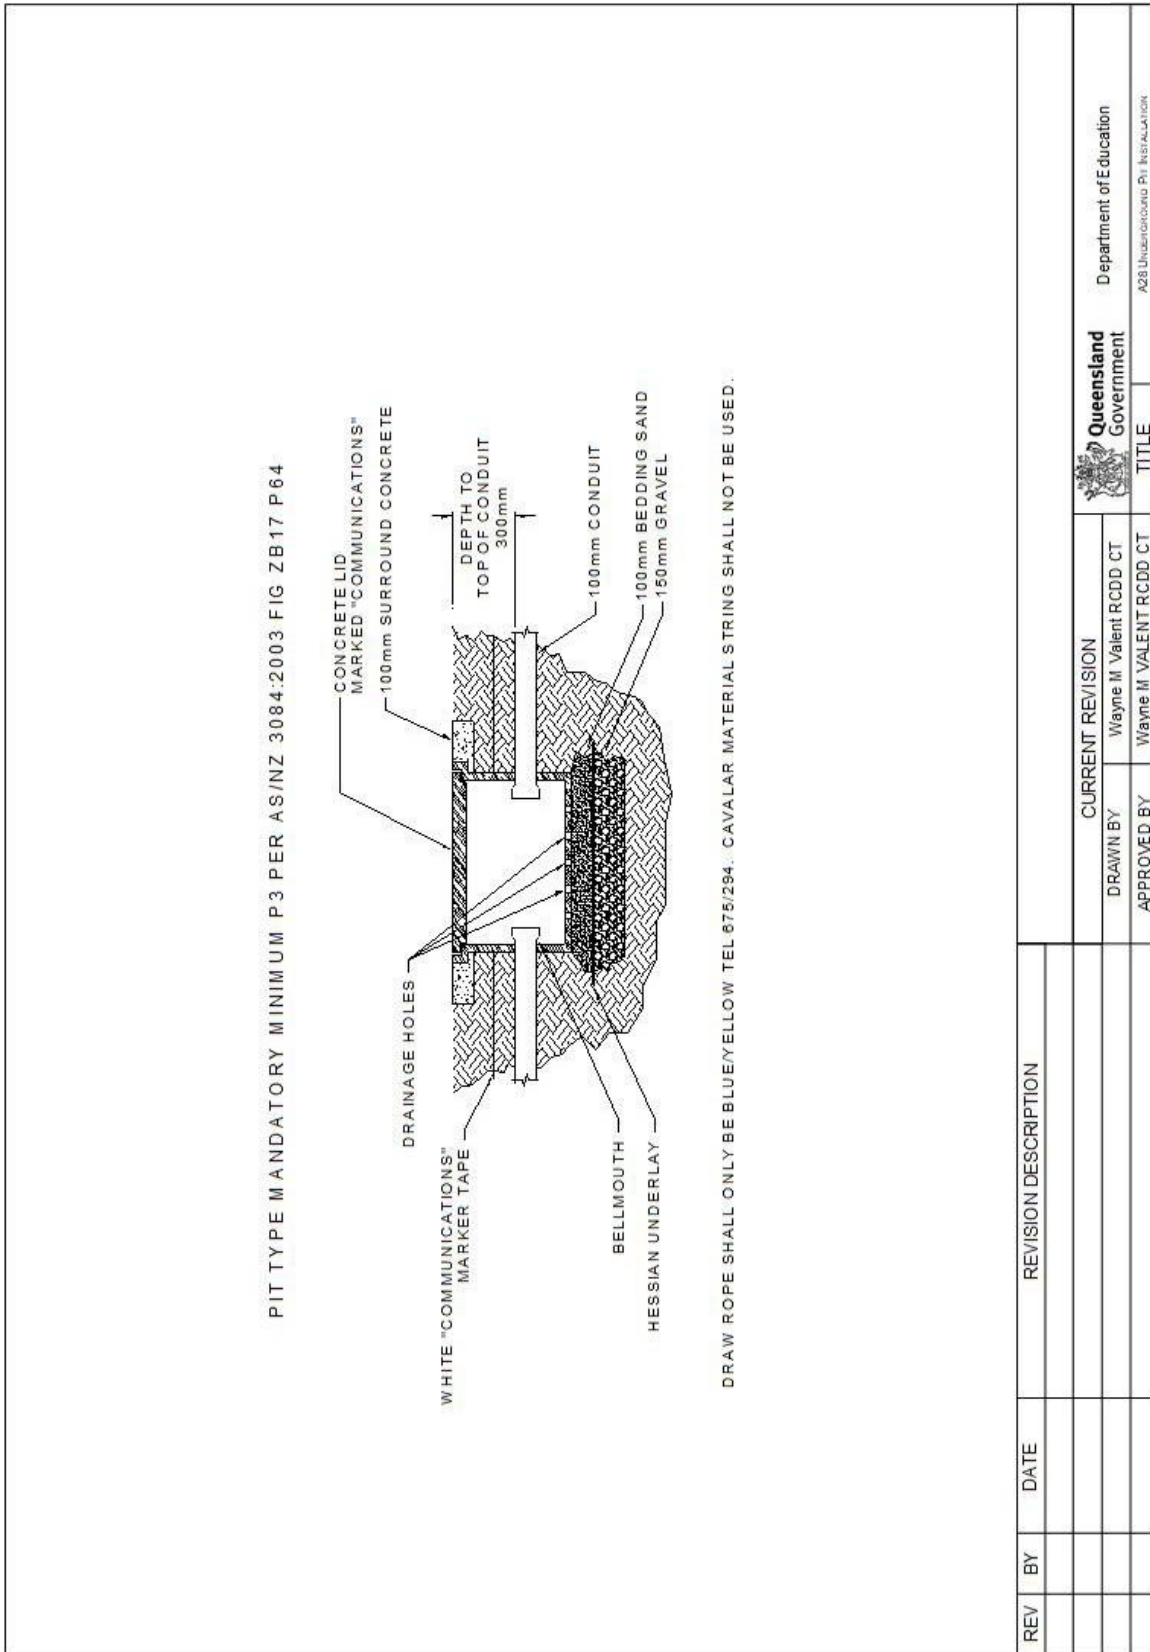 PIT TYPE MANDATORY MINIMUM P3 PER AS/NZ 3084:2003 FIG ZB17 P64
CONCRETE LID
MARKED "COMMUNICATIONS"
100mm SURROUND CONCRETE
DRAINAGE HOLES
WHITE "COMMUNICATIONS"
MARKER TAPE
DEPTH TO
TOP OF CONDUIT
300mm
BELLMOUTH
100mm CONDUIT
HESSIAN UNDERLAY
100mm BEDDING SAND
150mm GRAVEL
DRAW ROPE SHALL ONLY BE BLUE/YELLOW TEL 675/294. CAVALAR MATERIAL STRING SHALL NOT BE USED.
REV
BY
DATE
REVISION DESCRIPTION
CURRENT REVISION
DRAWN BY
Wayne M Valent RCDD CT
APPROVED BY
Wayne M VALENT RCDD CT
Queensland
Government
Department of Education
TITLE
A28 UNDERGROUND PIT INSTALLATION